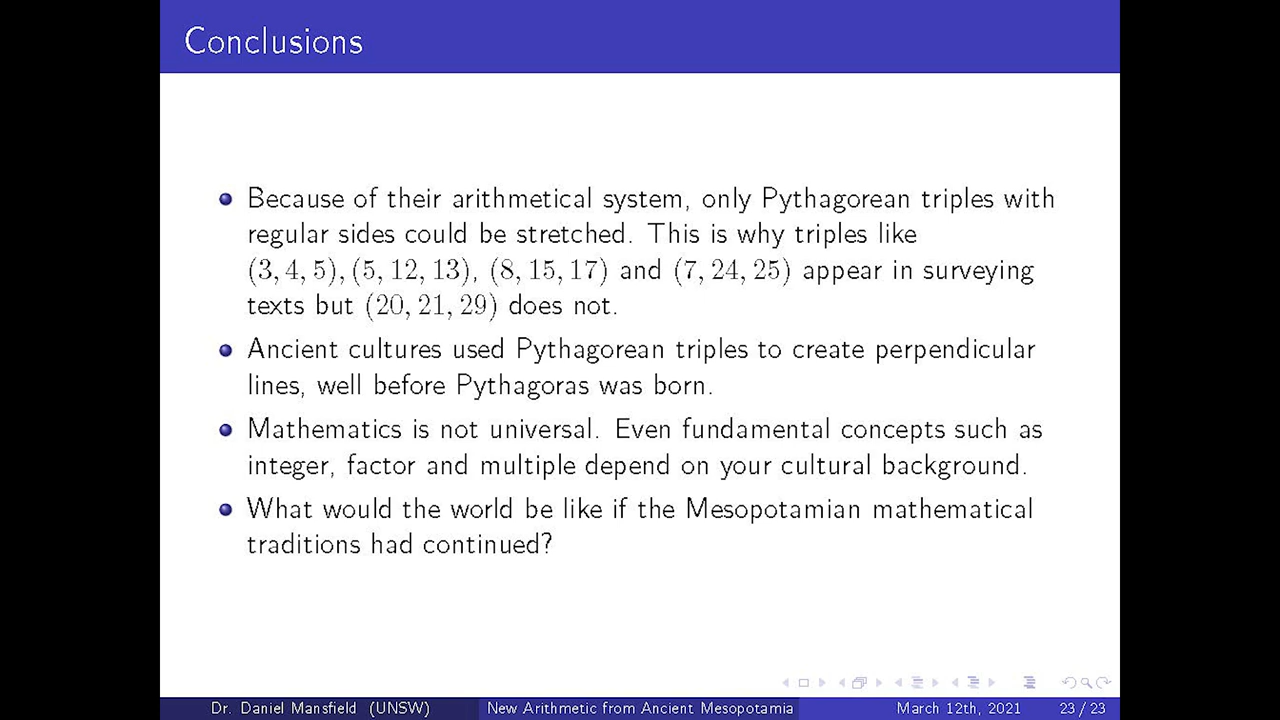 Conclusions
Because of their arithmetical system, only Pythagorean triples with
regular sides could be stretched. This is why triples like
(3, 4, 5), (5, 12, 13), (8, 15, 17) and (7, 24, 25) appear in surveying
texts but (20, 21, 29) does not.
Ancient cultures used Pythagorean triples to create perpendicular
lines, well before Pythagoras was born.
Mathematics is not universal. Even fundamental concepts such as
integer, factor and multiple depend on your cultural background.
What would the world be like if the Mesopotamian mathematical
traditions had continued?
Dr. Daniel Mansfield (UNSW) New Arithmetic from Ancient Mesopotamia March 12th, 2021 23 / 23